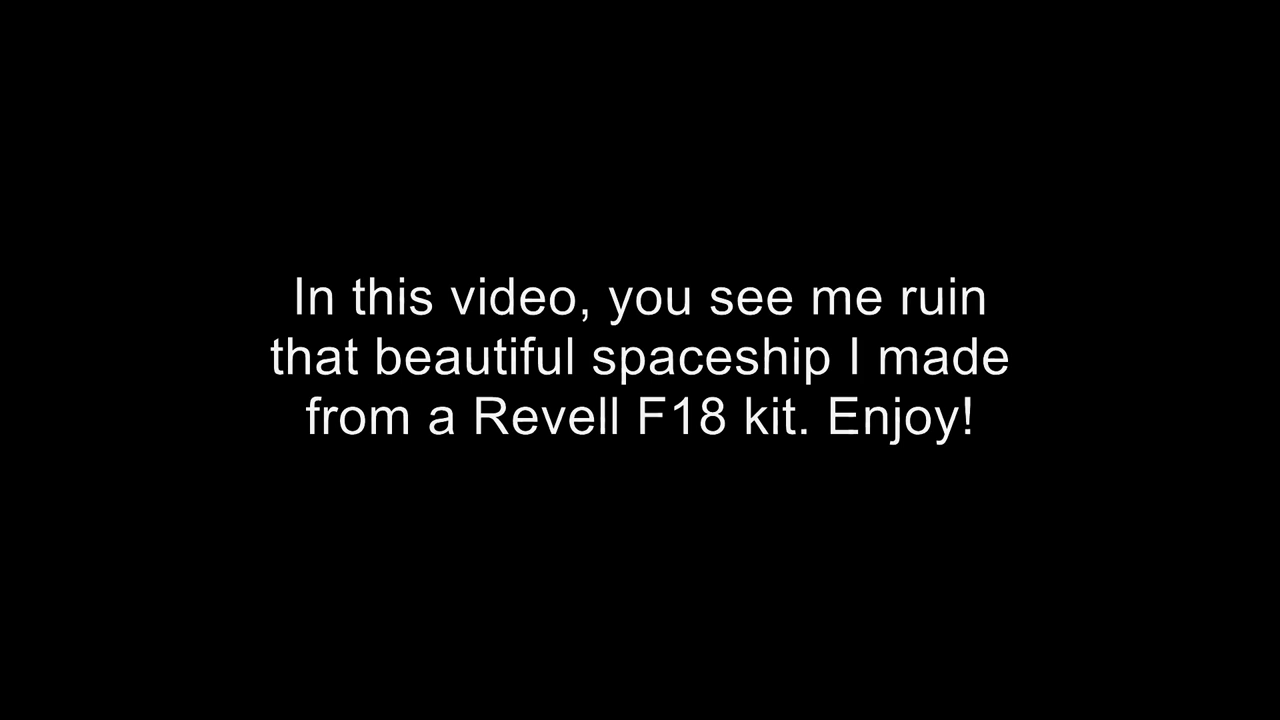 In this video, you see me ruin
that beautiful spaceship I made
from a Revell F18 kit. Enjoy!